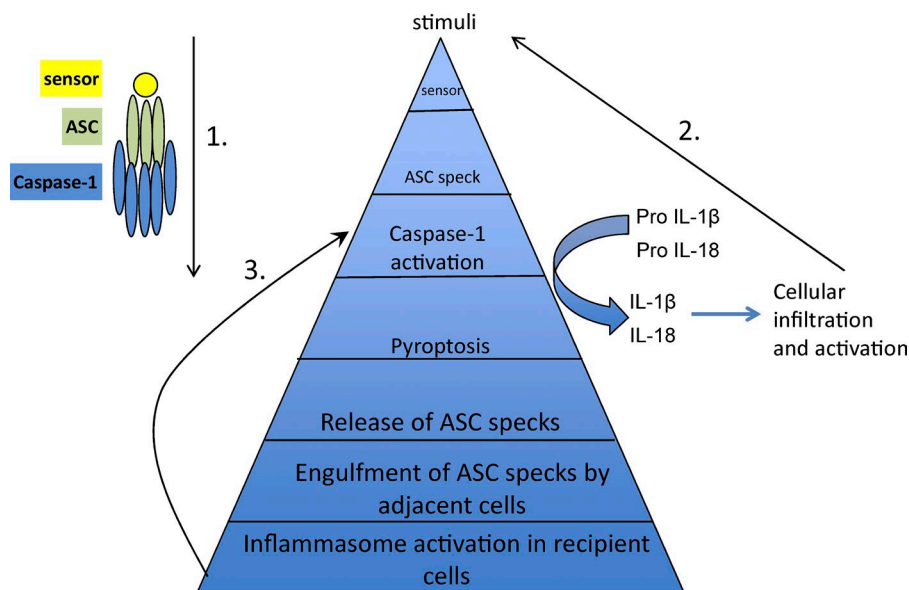 stimuli
sensor
ASC
Caspase-1
1.
2.
3.
sensor
ASC speck
Caspase-1
activation
Pyroptosis
Release of ASC specks
Engulfment of ASC specks by
adjacent cells
Inflammasome activation in recipient
cells
Pro IL-1β
Pro IL-18
IL-1β
IL-18
Cellular
infiltration
and activation